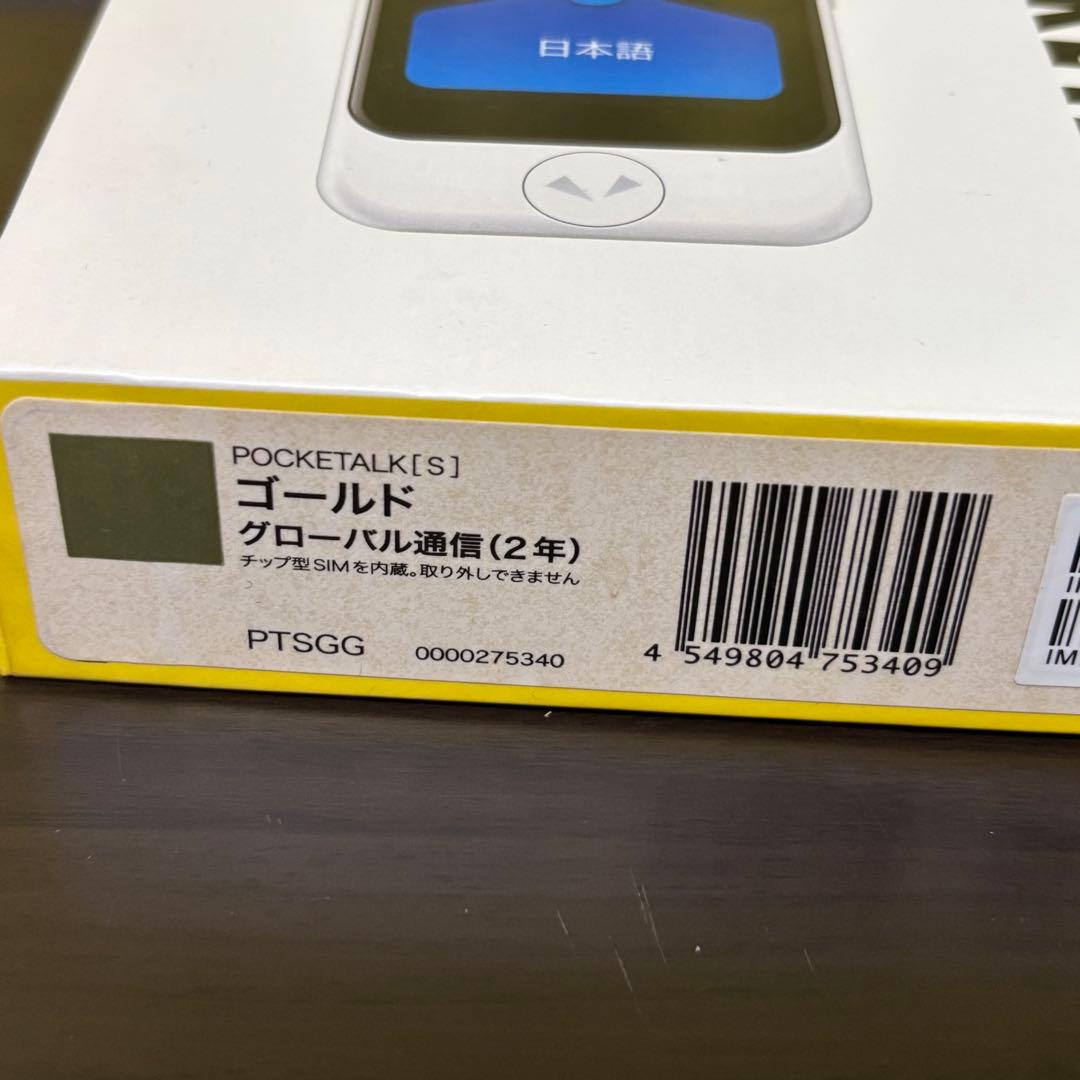 日本語
POCKETALK[S]
ゴールド
グローバル通信(2年)
チップ型SIMを内蔵。取り外しできません
PTSGG 0000275340
4 549804 753409
IM